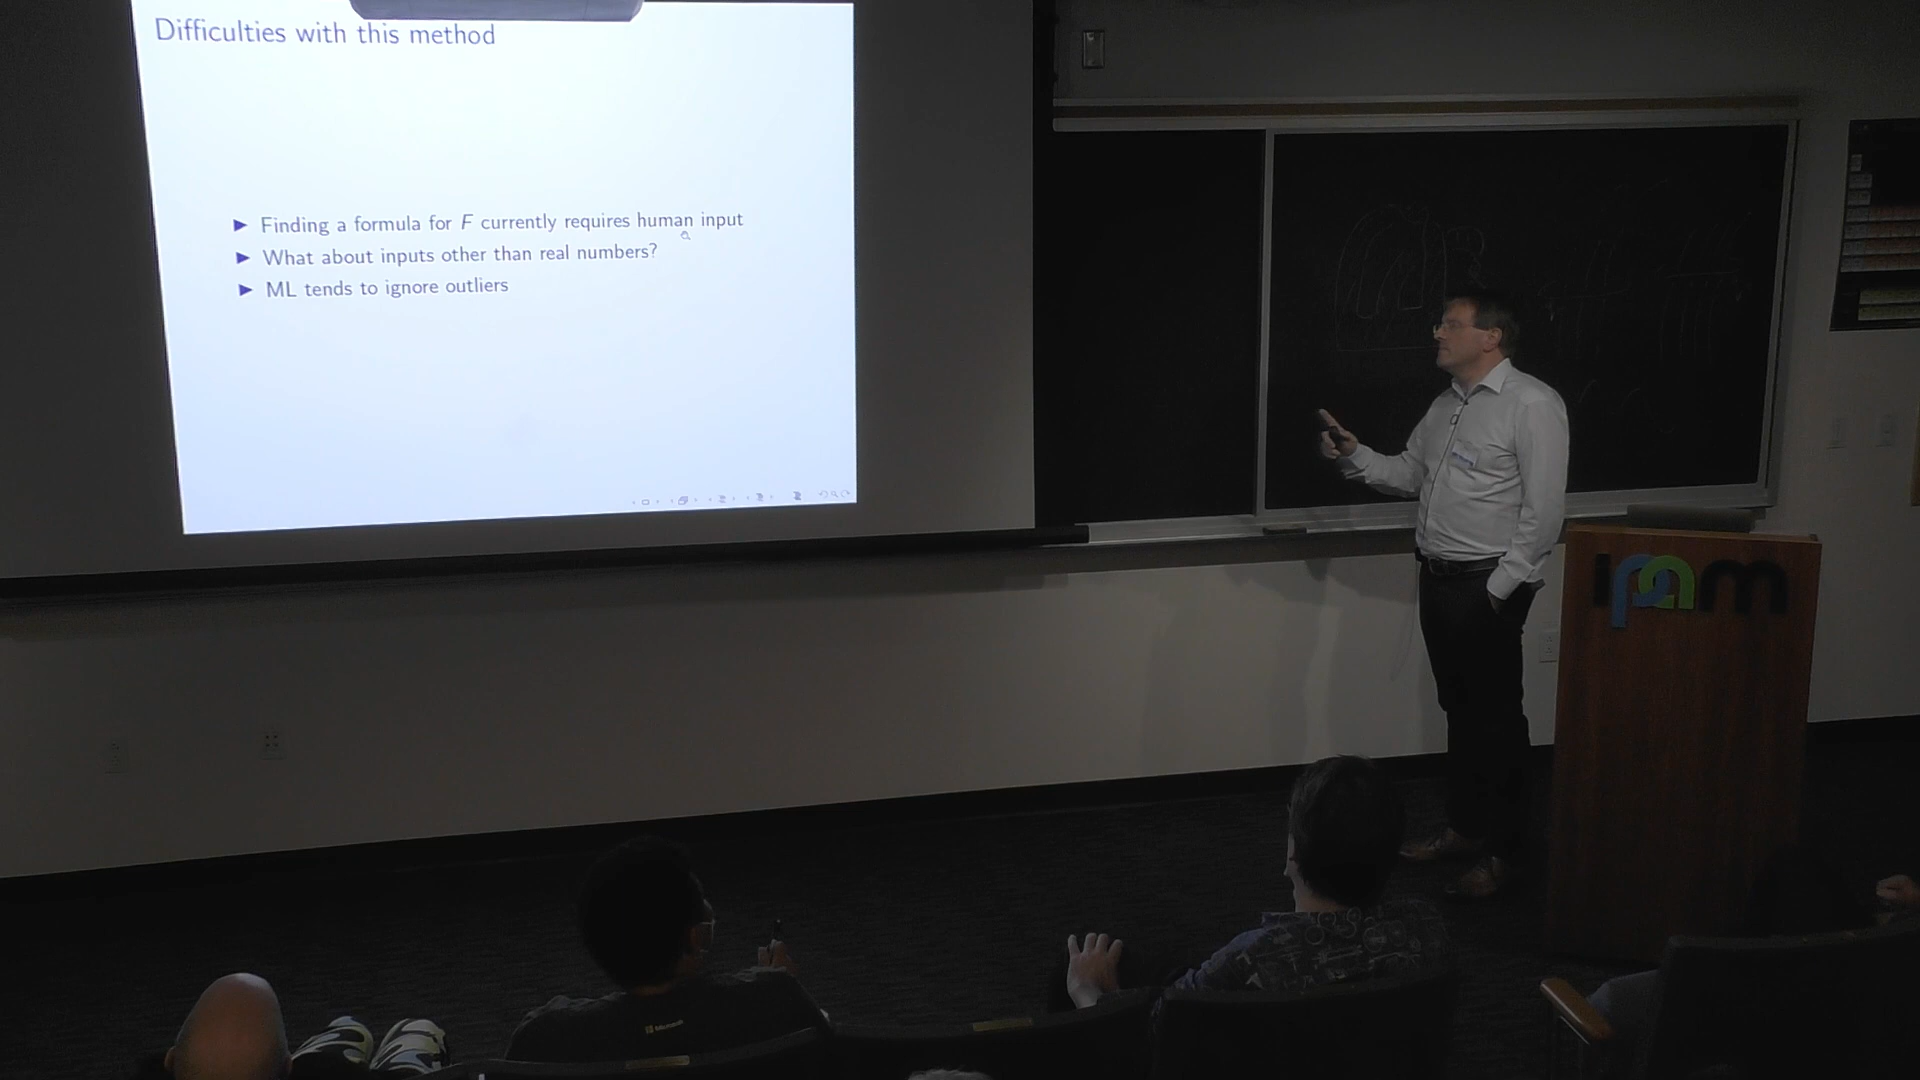 Difficulties with this method
▶ Finding a formula for F currently requires human input
▶ What about inputs other than real numbers?
▶ ML tends to ignore outliers
ipam
Microsoft